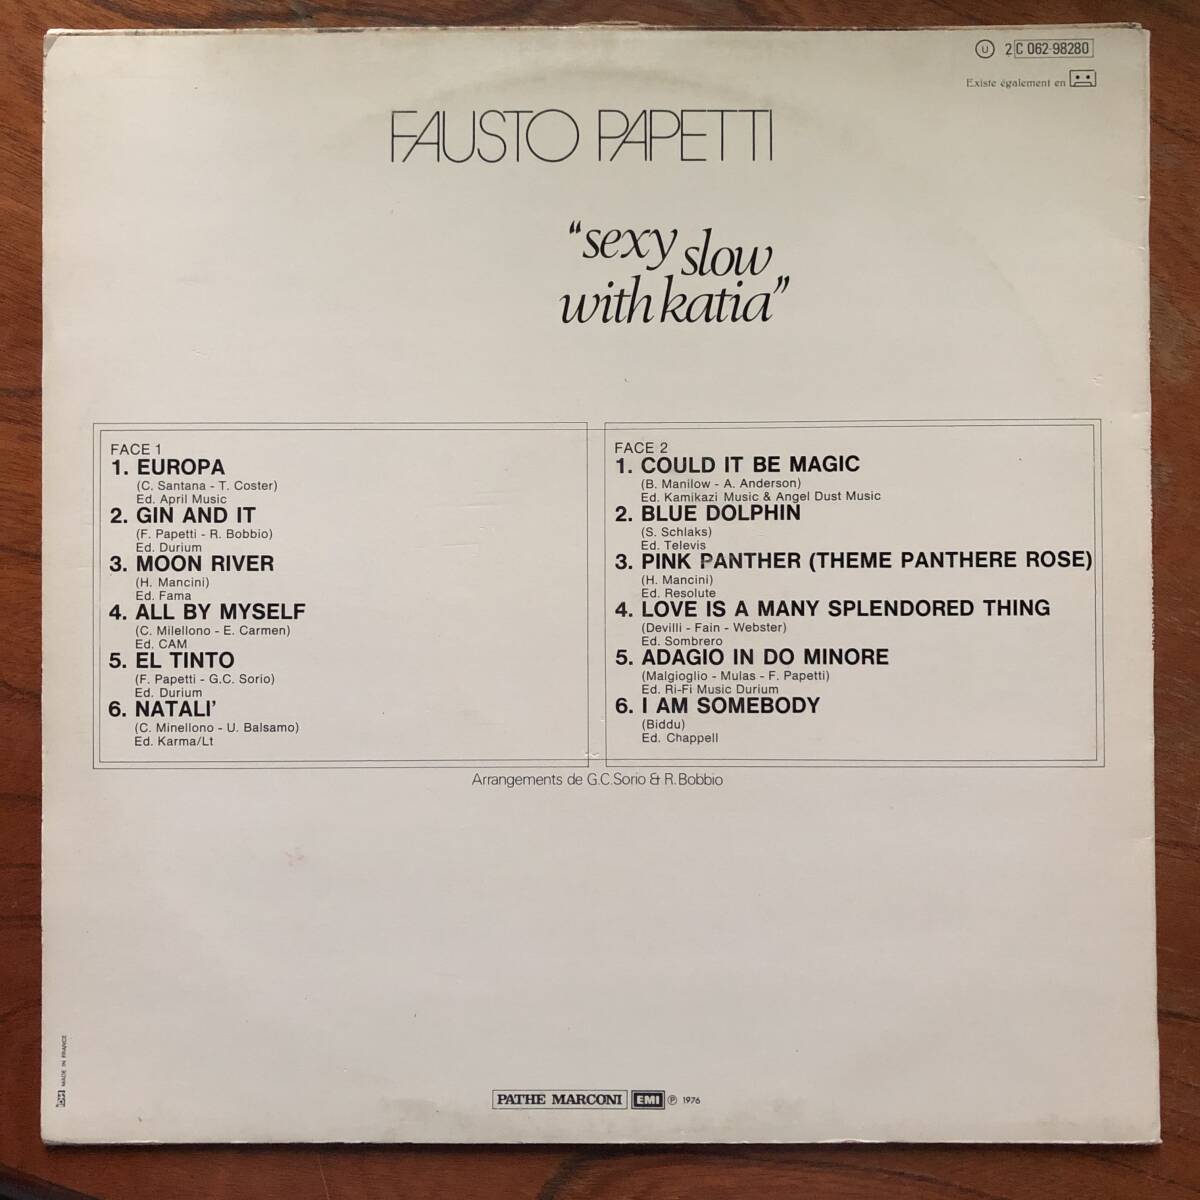 U 2 C 062-98280
Existe également en
FAUSTO PAPETTI
“sexy slow
with katia”
FACE 1
1. EUROPA
(C. Santana - T. Coster)
Ed. April Music
2. GIN AND IT
(F. Papetti - R. Bobbio)
Ed. Durium
3. MOON RIVER
(H. Mancini)
Ed. Fama
4. ALL BY MYSELF
(C. Milellono - E. Carmen)
Ed. CAM
5. EL TINTO
(F. Papetti - G.C. Sorio)
Ed. Durium
6. NATALI’
(C. Minellono - U. Balsamo)
Ed. Karma/Lt
FACE 2
1. COULD IT BE MAGIC
(B. Manilow - A. Anderson)
Ed. Kamikazi Music & Angel Dust Music
2. BLUE DOLPHIN
(S. Schlaks)
Ed. Televis
3. PINK PANTHER (THEME PANTHERE ROSE)
(H. Mancini)
Ed. Resolute
4. LOVE IS A MANY SPLENDORED THING
(Devilli - Fain - Webster)
Ed. Sombrero
5. ADAGIO IN DO MINORE
(Malgioglio - Mulas - F. Papetti)
Ed. Ri-Fi Music Durium
6. I AM SOMEBODY
(Biddu)
Ed. Chappell
Arrangements de G.C. Sorio & R. Bobbio
MADE IN FRANCE
PATHE MARCONI EMI ℗ 1976